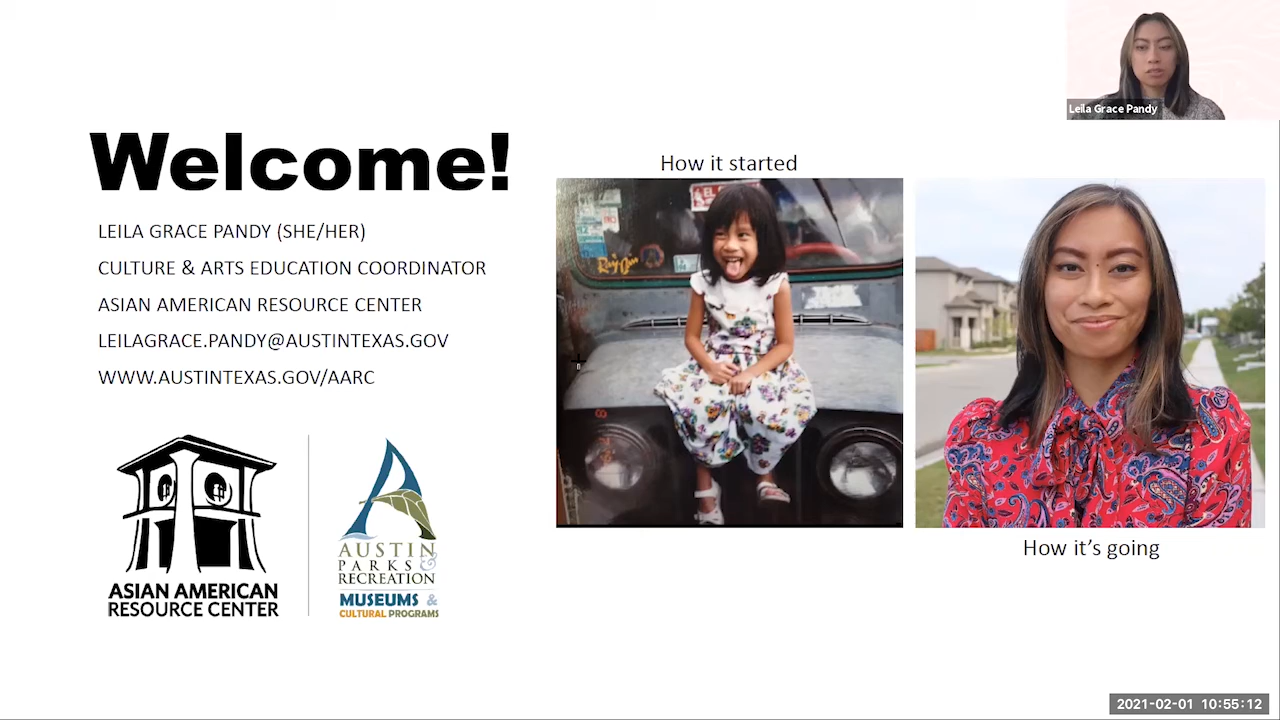 Leila Grace Pandy
Welcome!
LEILA GRACE PANDY (SHE/HER)
CULTURE & ARTS EDUCATION COORDINATOR
ASIAN AMERICAN RESOURCE CENTER
LEILAGRACE.PANDY@AUSTINTEXAS.GOV
WWW.AUSTINTEXAS.GOV/AARC
How it started
How it's going
ASIAN AMERICAN
RESOURCE CENTER
AUSTIN
PARKS &
RECREATION
MUSEUMS &
CULTURAL PROGRAMS
2021-02-01 10:55:12